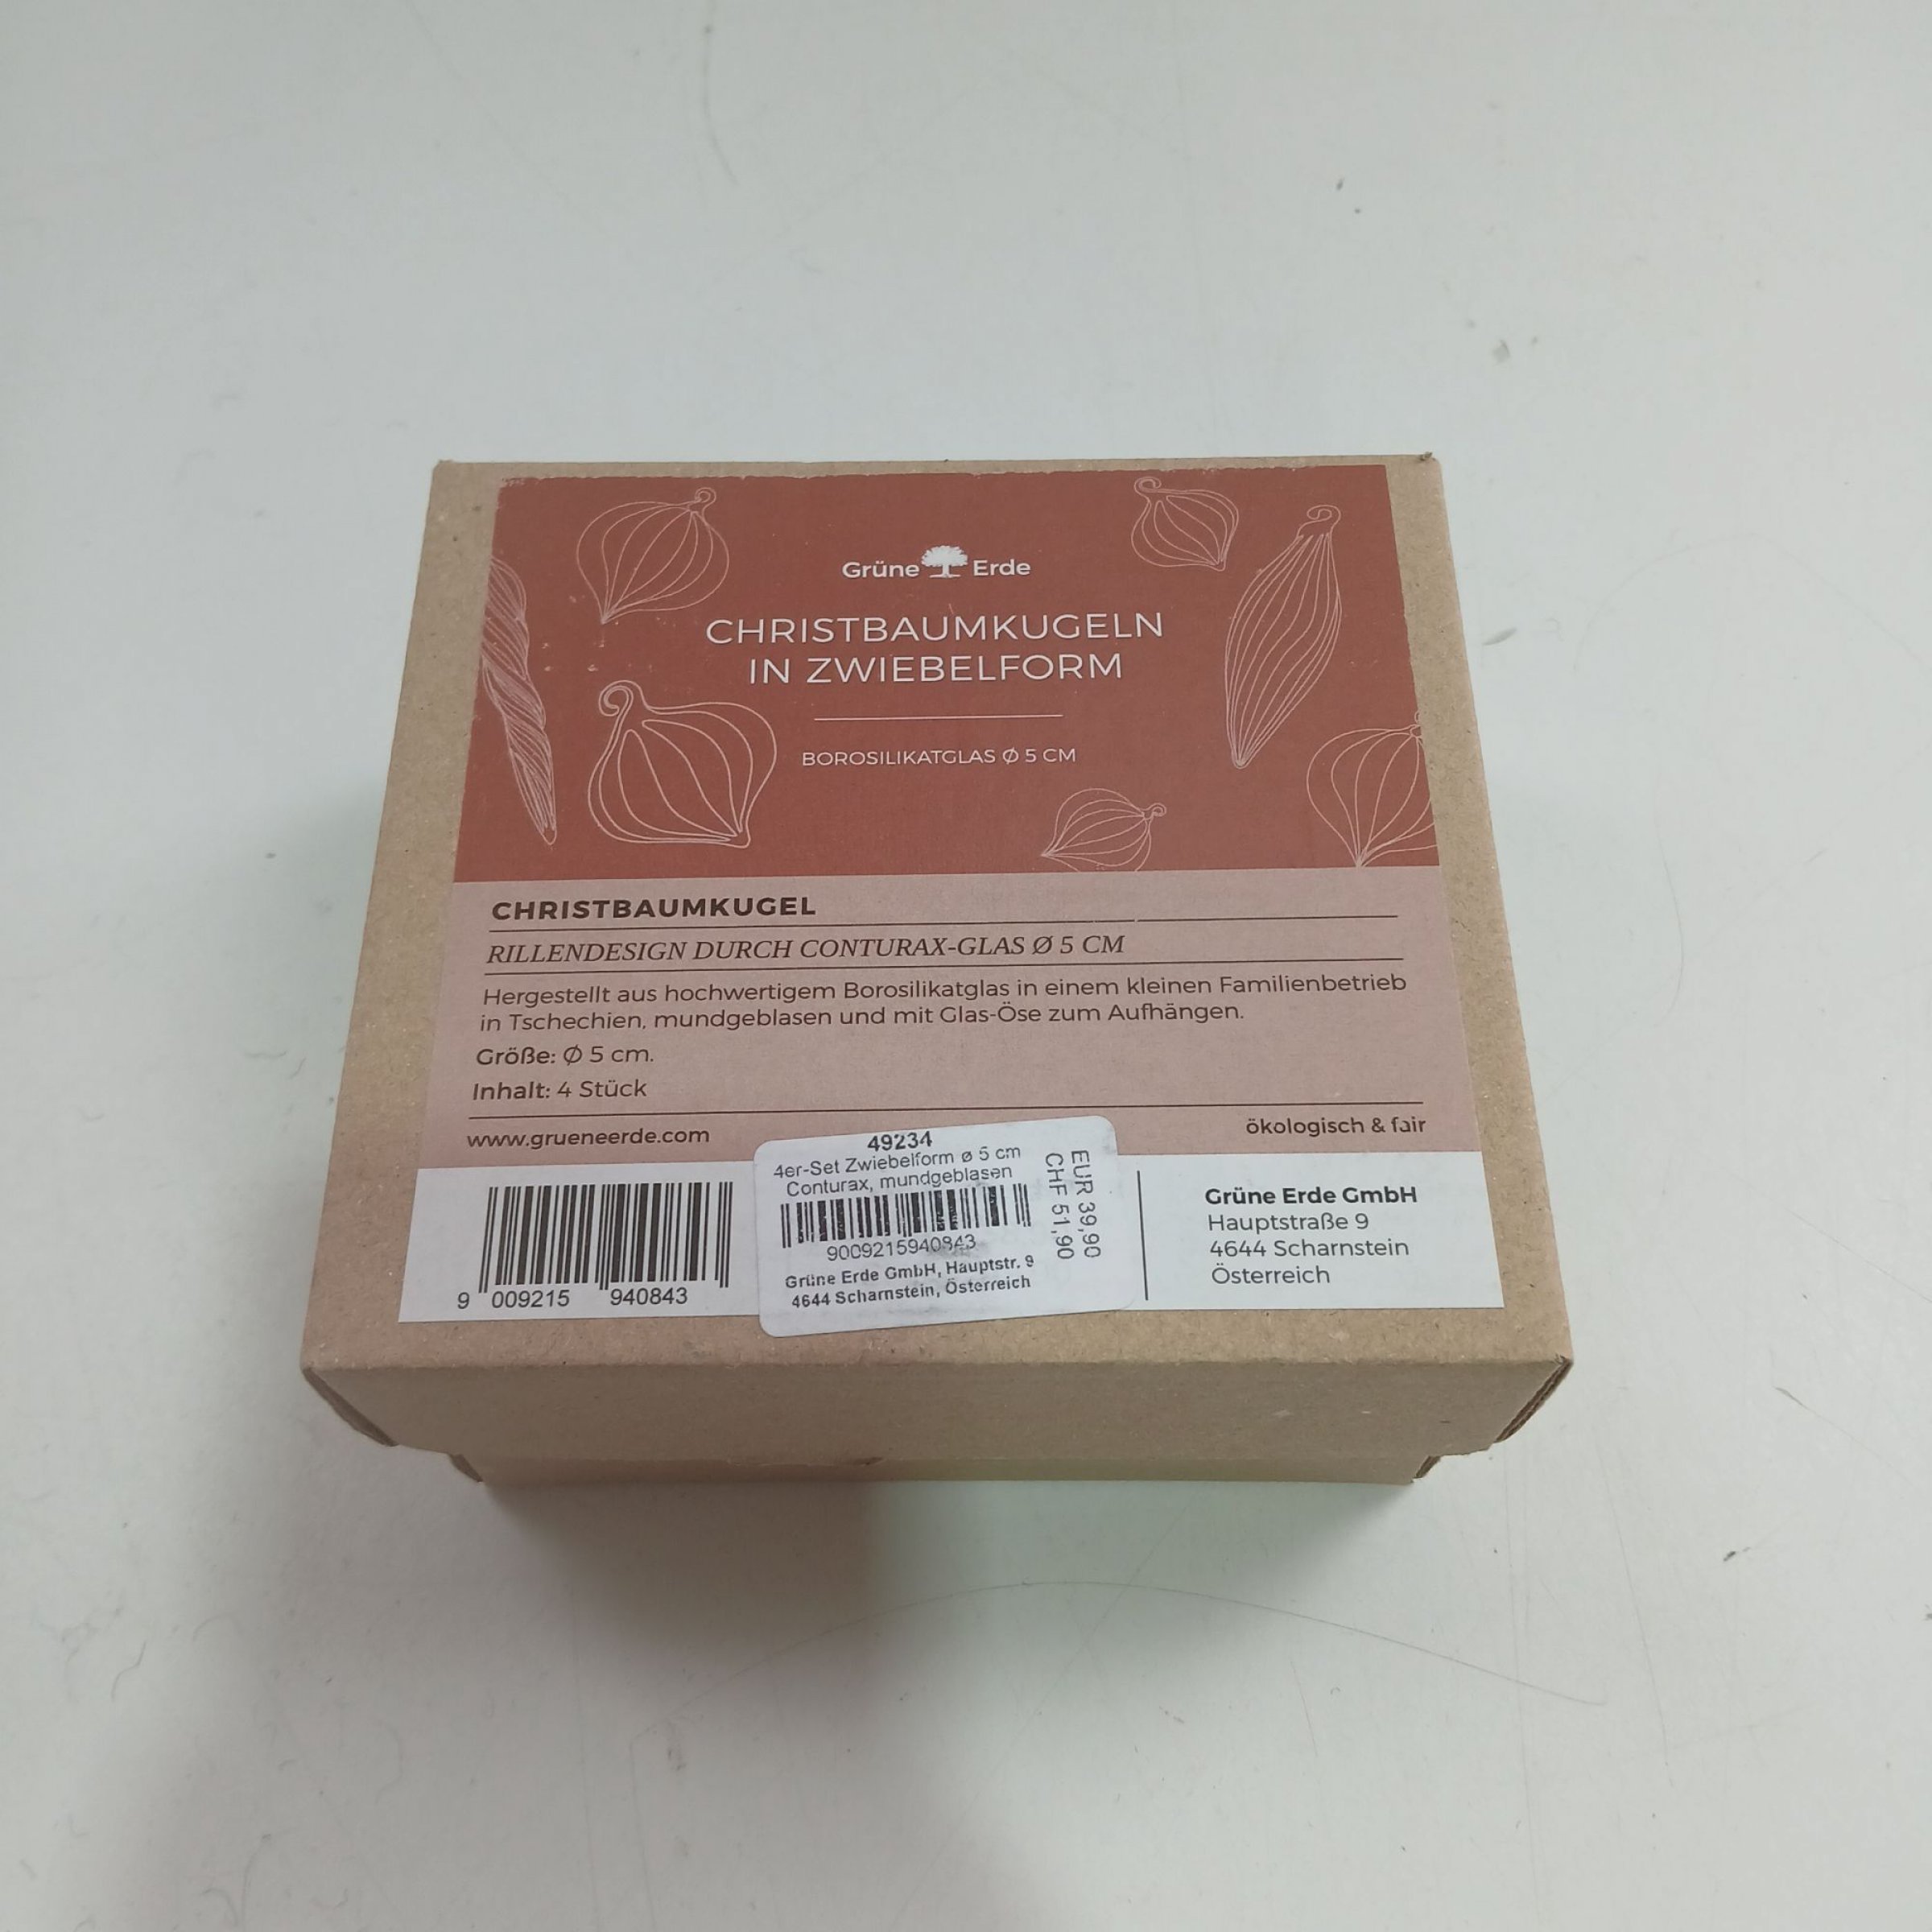 Grüne Erde
CHRISTBAUMKUGELN
IN ZWIEBELFORM
BOROSILIKATGLAS Ø 5 CM
CHRISTBAUMKUGEL
RILLENDESIGN DURCH CONTURAX-GLAS Ø 5 CM
Hergestellt aus hochwertigem Borosilikatglas in einem kleinen Familienbetrieb
in Tschechien, mundgeblasen und mit Glas-Öse zum Aufhängen.
Größe: Ø 5 cm.
Inhalt: 4 Stück
www.grueneerde.com
ökologisch & fair
9 009215 940843
49234
4er-Set Zwiebelform ø 5 cm
Conturax, mundgeblasen
9009215940843
Grüne Erde GmbH, Hauptstr. 9
4644 Scharnstein, Österreich
EUR 39,90
CHF 51,90
Grüne Erde GmbH
Hauptstraße 9
4644 Scharnstein
Österreich